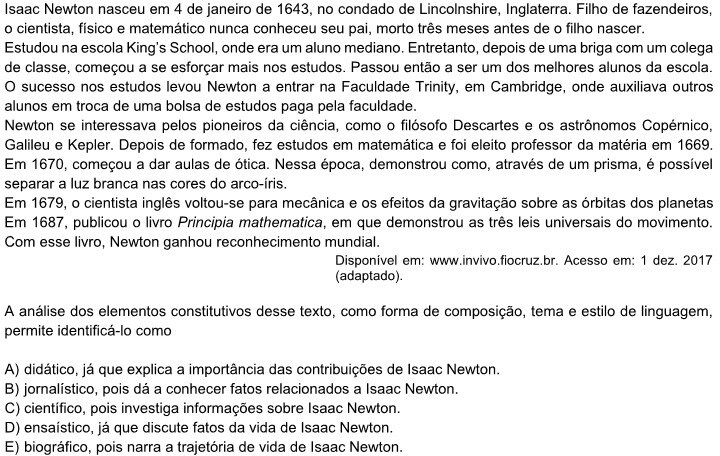 Isaac Newton nasceu em 4 de janeiro de 1643, no condado de Lincolnshire, Inglaterra. Filho de fazendeiros,
o cientista, físico e matemático nunca conheceu seu pai, morto três meses antes de o filho nascer.
Estudou na escola King's School, onde era um aluno mediano. Entretanto, depois de uma briga com um colega
de classe, começou a se esforçar mais nos estudos. Passou então a ser um dos melhores alunos da escola.
O sucesso nos estudos levou Newton a entrar na Faculdade Trinity, em Cambridge, onde auxiliava outros
alunos em troca de uma bolsa de estudos paga pela faculdade.
Newton se interessava pelos pioneiros da ciência, como o filósofo Descartes e os astrônomos Copérnico,
Galileu e Kepler. Depois de formado, fez estudos em matemática e foi eleito professor da matéria em 1669.
Em 1670, começou a dar aulas de ótica. Nessa época, demonstrou como, através de um prisma, é possível
separar a luz branca nas cores do arco-íris.
Em 1679, o cientista inglês voltou-se para mecânica e os efeitos da gravitação sobre as órbitas dos planetas
Em 1687, publicou o livro Principia mathematica, em que demonstrou as três leis universais do movimento.
Com esse livro, Newton ganhou reconhecimento mundial.
Disponível em: www.invivo.fiocruz.br. Acesso em: 1 dez. 2017
(adaptado).
A análise dos elementos constitutivos desse texto, como forma de composição, tema e estilo de linguagem,
permite identificá-lo como
A) didático, já que explica a importância das contribuições de Isaac Newton.
B) jornalístico, pois dá a conhecer fatos relacionados a Isaac Newton.
C) científico, pois investiga informações sobre Isaac Newton.
D) ensaístico, já que discute fatos da vida de Isaac Newton.
E) biográfico, pois narra a trajetória de vida de Isaac Newton.